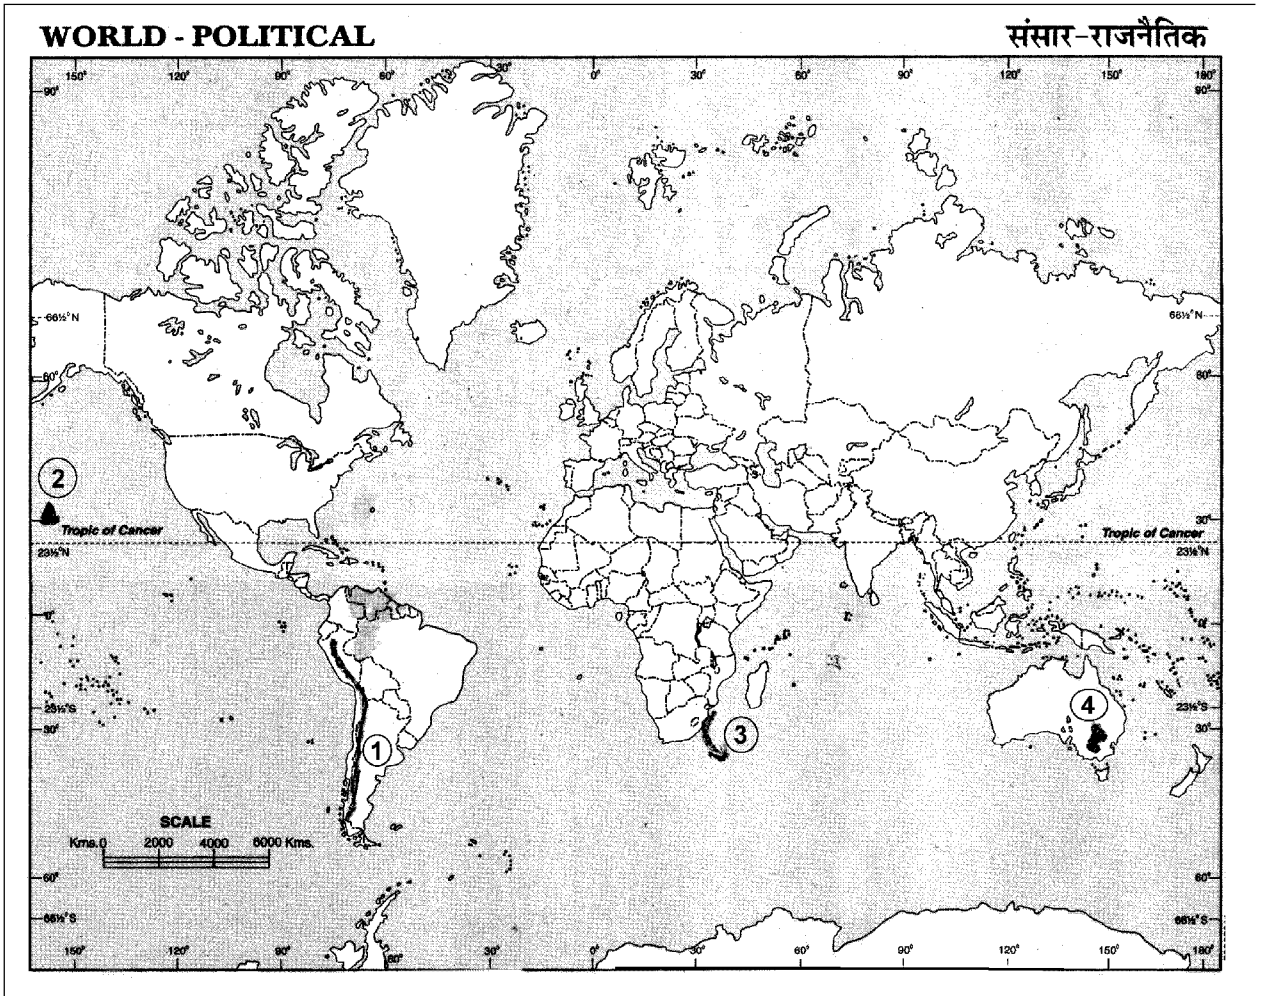 WORLD - POLITICAL
संसार-राजनैतिक
150° 120° 90° 60° 30° 0° 30° 60° 90° 120° 150° 180°
90° 90°
66½° N 66½° N
60° 60°
2
30°
Tropic of Cancer Tropic of Cancer
23½°N 23½°N
0° 0°
23½°S 4 23½°S
30° 1 3 30°
SCALE
Kms. 0 2000 4000 6000 Kms.
60° 60°
66½° S 66½° S
150° 120° 90° 60° 30° 0° 30° 60° 90° 120° 150° 180°